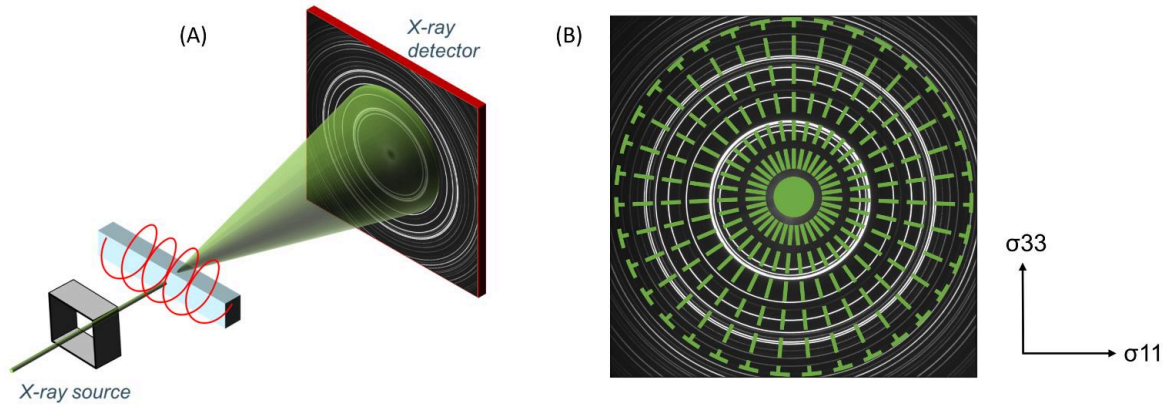 (A)
X-ray
detector
X-ray source
(B)
σ33
σ11